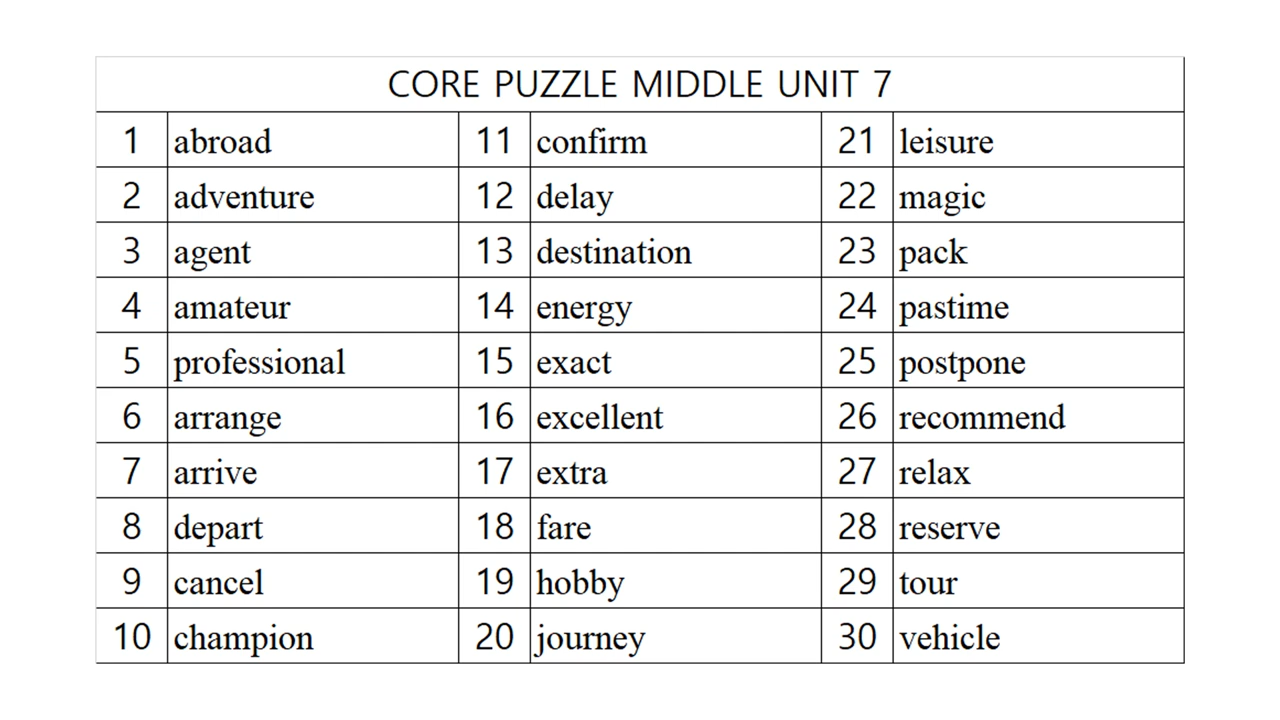 CORE PUZZLE MIDDLE UNIT 7
1 abroad 11 confirm 21 leisure
2 adventure 12 delay 22 magic
3 agent 13 destination 23 pack
4 amateur 14 energy 24 pastime
5 professional 15 exact 25 postpone
6 arrange 16 excellent 26 recommend
7 arrive 17 extra 27 relax
8 depart 18 fare 28 reserve
9 cancel 19 hobby 29 tour
10 champion 20 journey 30 vehicle